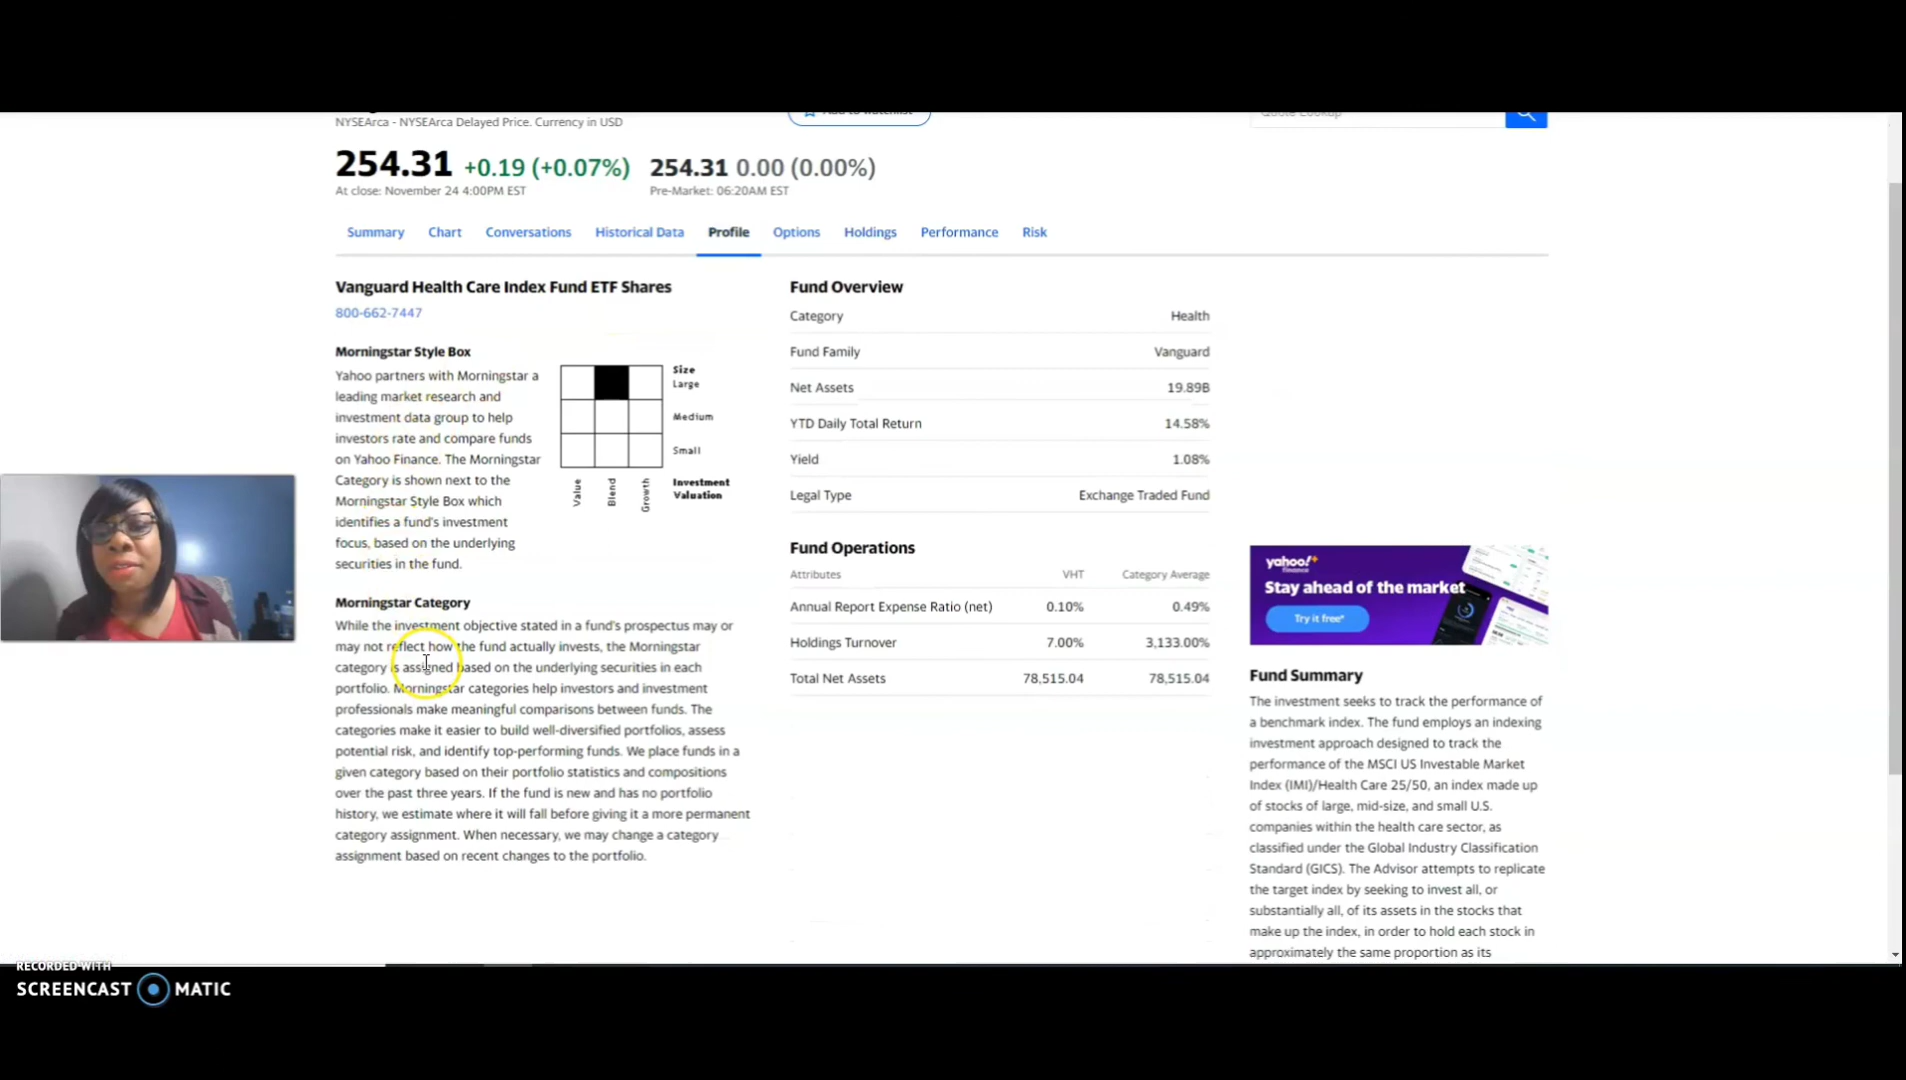 NYSEArca - NYSEArca Delayed Price. Currency in USD
254.31 +0.19 (+0.07%) 254.31 0.00 (0.00%)
At close: November 24 4:00PM EST Pre-Market: 06:20AM EST
Summary Chart Conversations Historical Data Profile Options Holdings Performance Risk
Vanguard Health Care Index Fund ETF Shares
800-662-7447
Morningstar Style Box
Yahoo partners with Morningstar a
leading market research and
investment data group to help
investors rate and compare funds
on Yahoo Finance. The Morningstar
Category is shown next to the
Morningstar Style Box which
identifies a fund's investment
focus, based on the underlying
securities in the fund.
Size
Large
Medium
Small
Investment
Valuation
Value
Blend
Growth
Morningstar Category
While the investment objective stated in a fund's prospectus may or
may not reflect how the fund actually invests, the Morningstar
category is assigned based on the underlying securities in each
portfolio. Morningstar categories help investors and investment
professionals make meaningful comparisons between funds. The
categories make it easier to build well-diversified portfolios, assess
potential risk, and identify top-performing funds. We place funds in a
given category based on their portfolio statistics and compositions
over the past three years. If the fund is new and has no portfolio
history, we estimate where it will fall before giving it a more permanent
category assignment. When necessary, we may change a category
assignment based on recent changes to the portfolio.
Fund Overview
Category Health
Fund Family Vanguard
Net Assets 19.89B
YTD Daily Total Return 14.58%
Yield 1.08%
Legal Type Exchange Traded Fund
Fund Operations
Attributes VHT Category Average
Annual Report Expense Ratio (net) 0.10% 0.49%
Holdings Turnover 7.00% 3,133.00%
Total Net Assets 78,515.04 78,515.04
yahoo!+
finance
Stay ahead of the market
Try it free*
Fund Summary
The investment seeks to track the performance of
a benchmark index. The fund employs an indexing
investment approach designed to track the
performance of the MSCI US Investable Market
Index (IMI)/Health Care 25/50, an index made up
of stocks of large, mid-size, and small U.S.
companies within the health care sector, as
classified under the Global Industry Classification
Standard (GICS). The Advisor attempts to replicate
the target index by seeking to invest all, or
substantially all, of its assets in the stocks that
make up the index, in order to hold each stock in
approximately the same proportion as its
RECORDED WITH
SCREENCAST MATIC